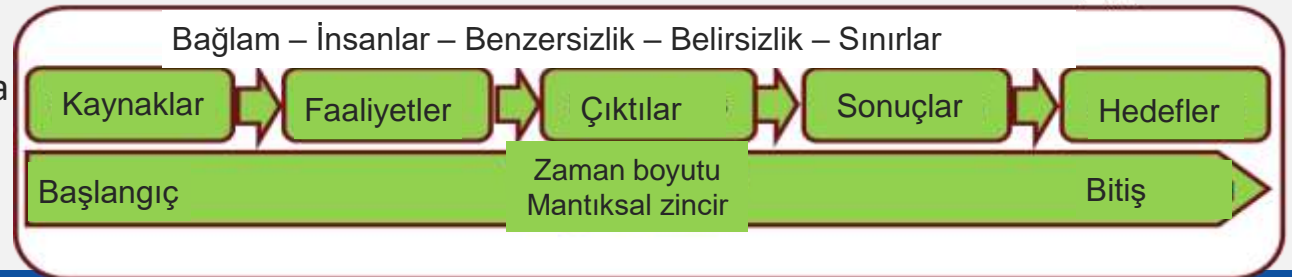 Bağlam – İnsanlar – Benzersizlik – Belirsizlik – Sınırlar
a
Kaynaklar
Faaliyetler
Çıktılar
Sonuçlar
Hedefler
Başlangıç
Zaman boyutu
Mantıksal zincir
Bitiş